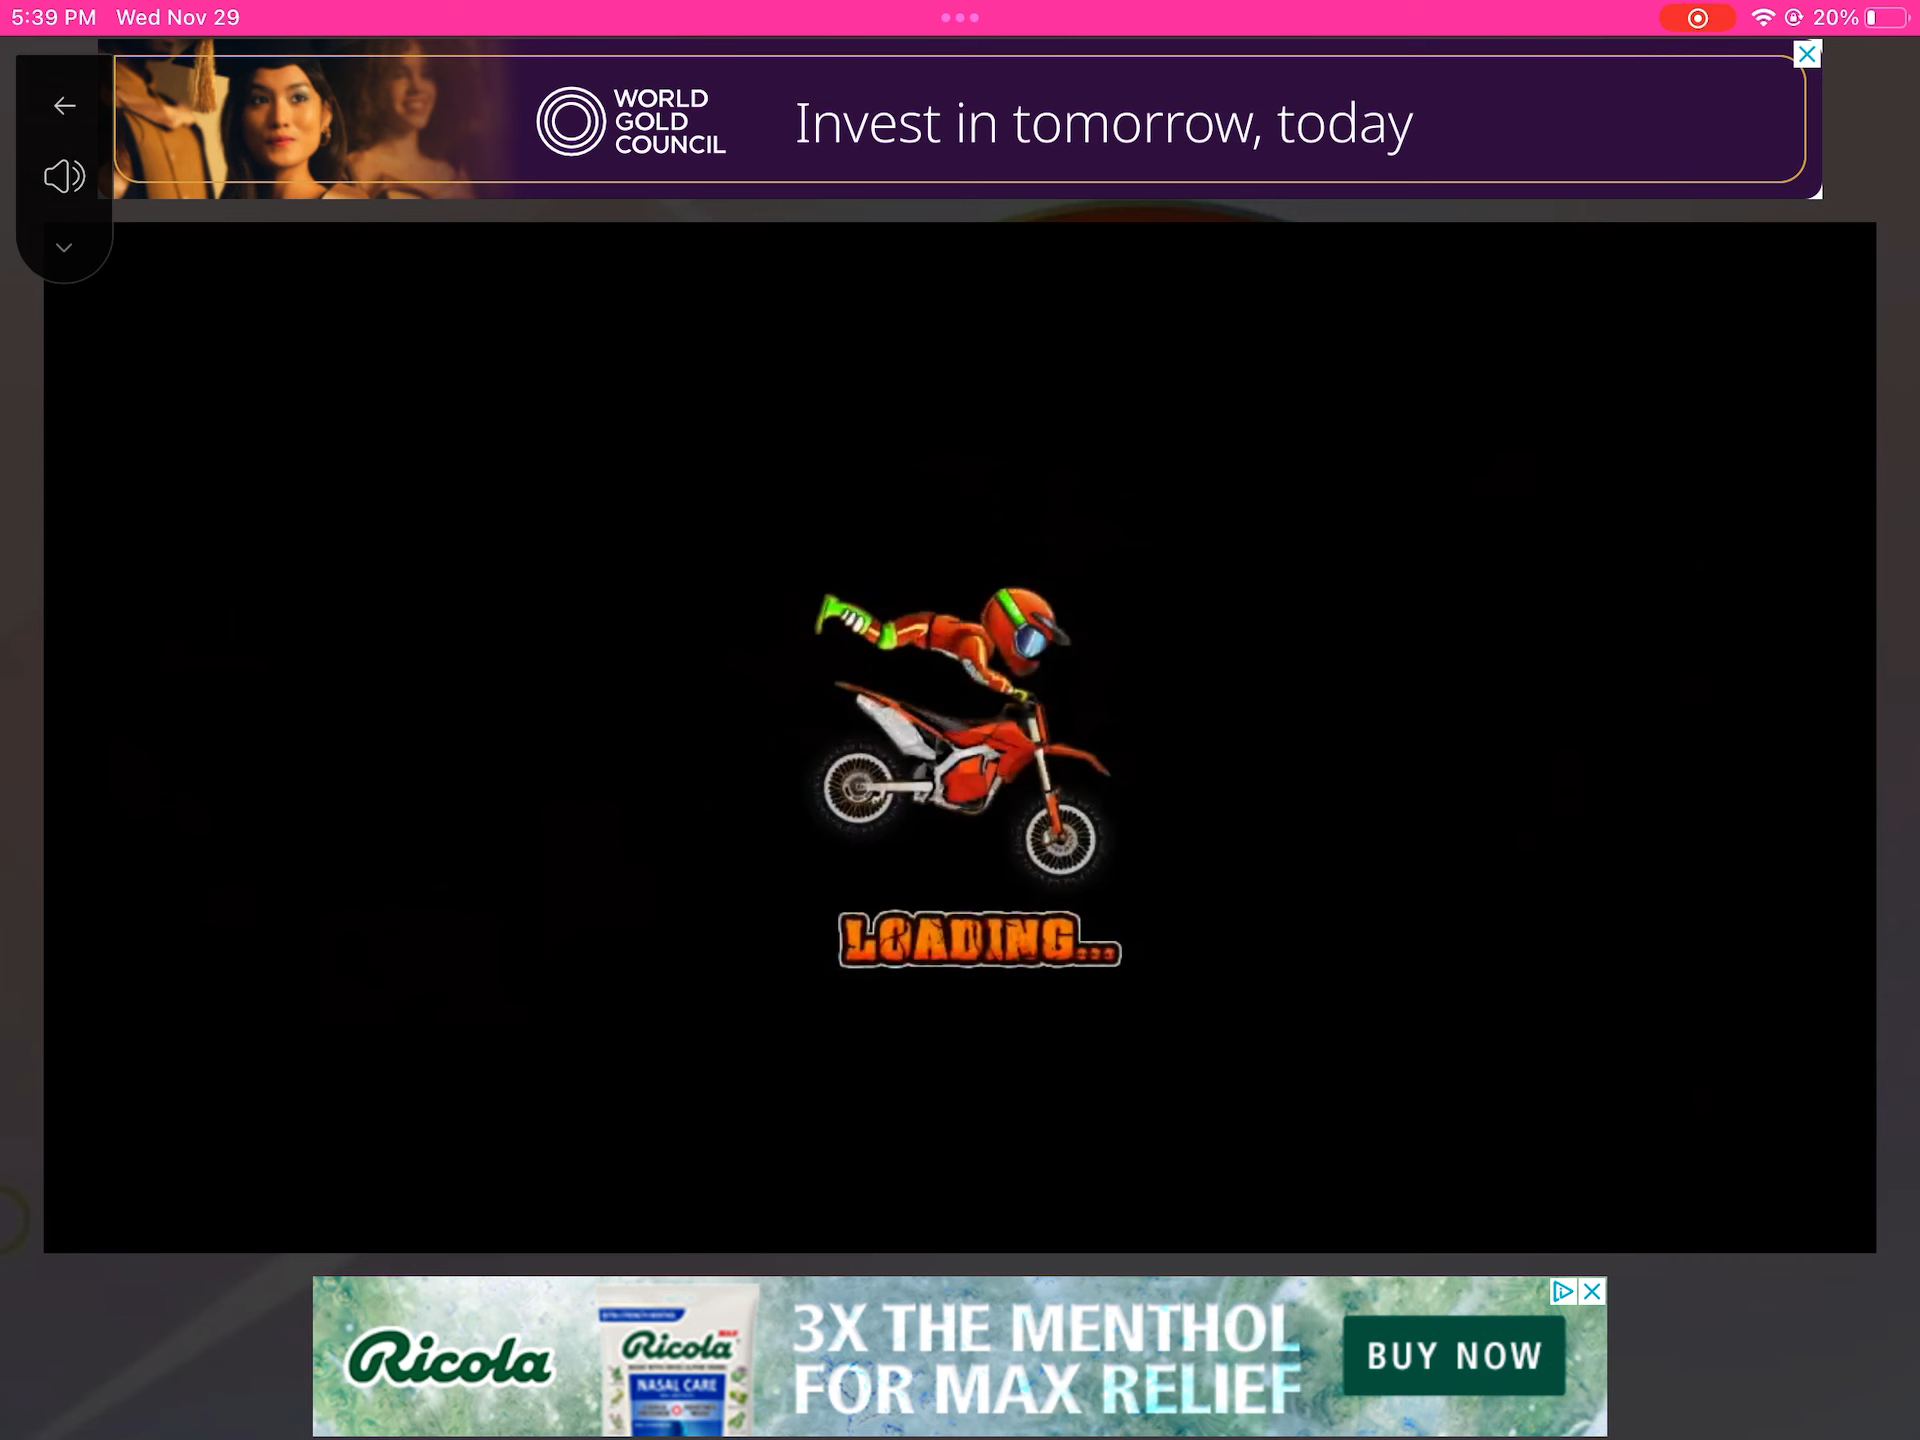 5:39 PM Wed Nov 29
20%
WORLD
GOLD
COUNCIL
Invest in tomorrow, today
LOADING...
Ricola
Ricola MAX
NASAL CARE
3X THE MENTHOL
FOR MAX RELIEF
BUY NOW